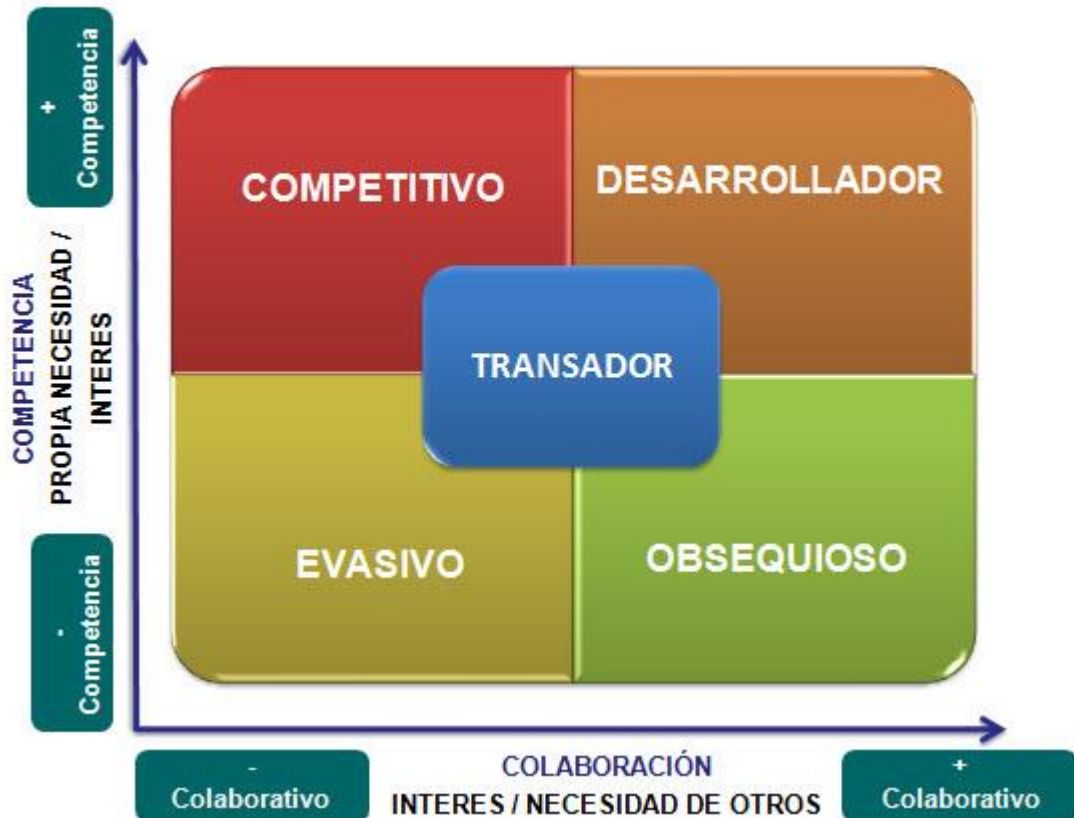 +
Competencia
COMPETENCIA
PROPIA NECESIDAD /
INTERES
-
Competencia
COMPETITIVO
DESARROLLADOR
TRANSADOR
EVASIVO
OBSEQUIOSO
-
Colaborativo
COLABORACIÓN
INTERES / NECESIDAD DE OTROS
+
Colaborativo